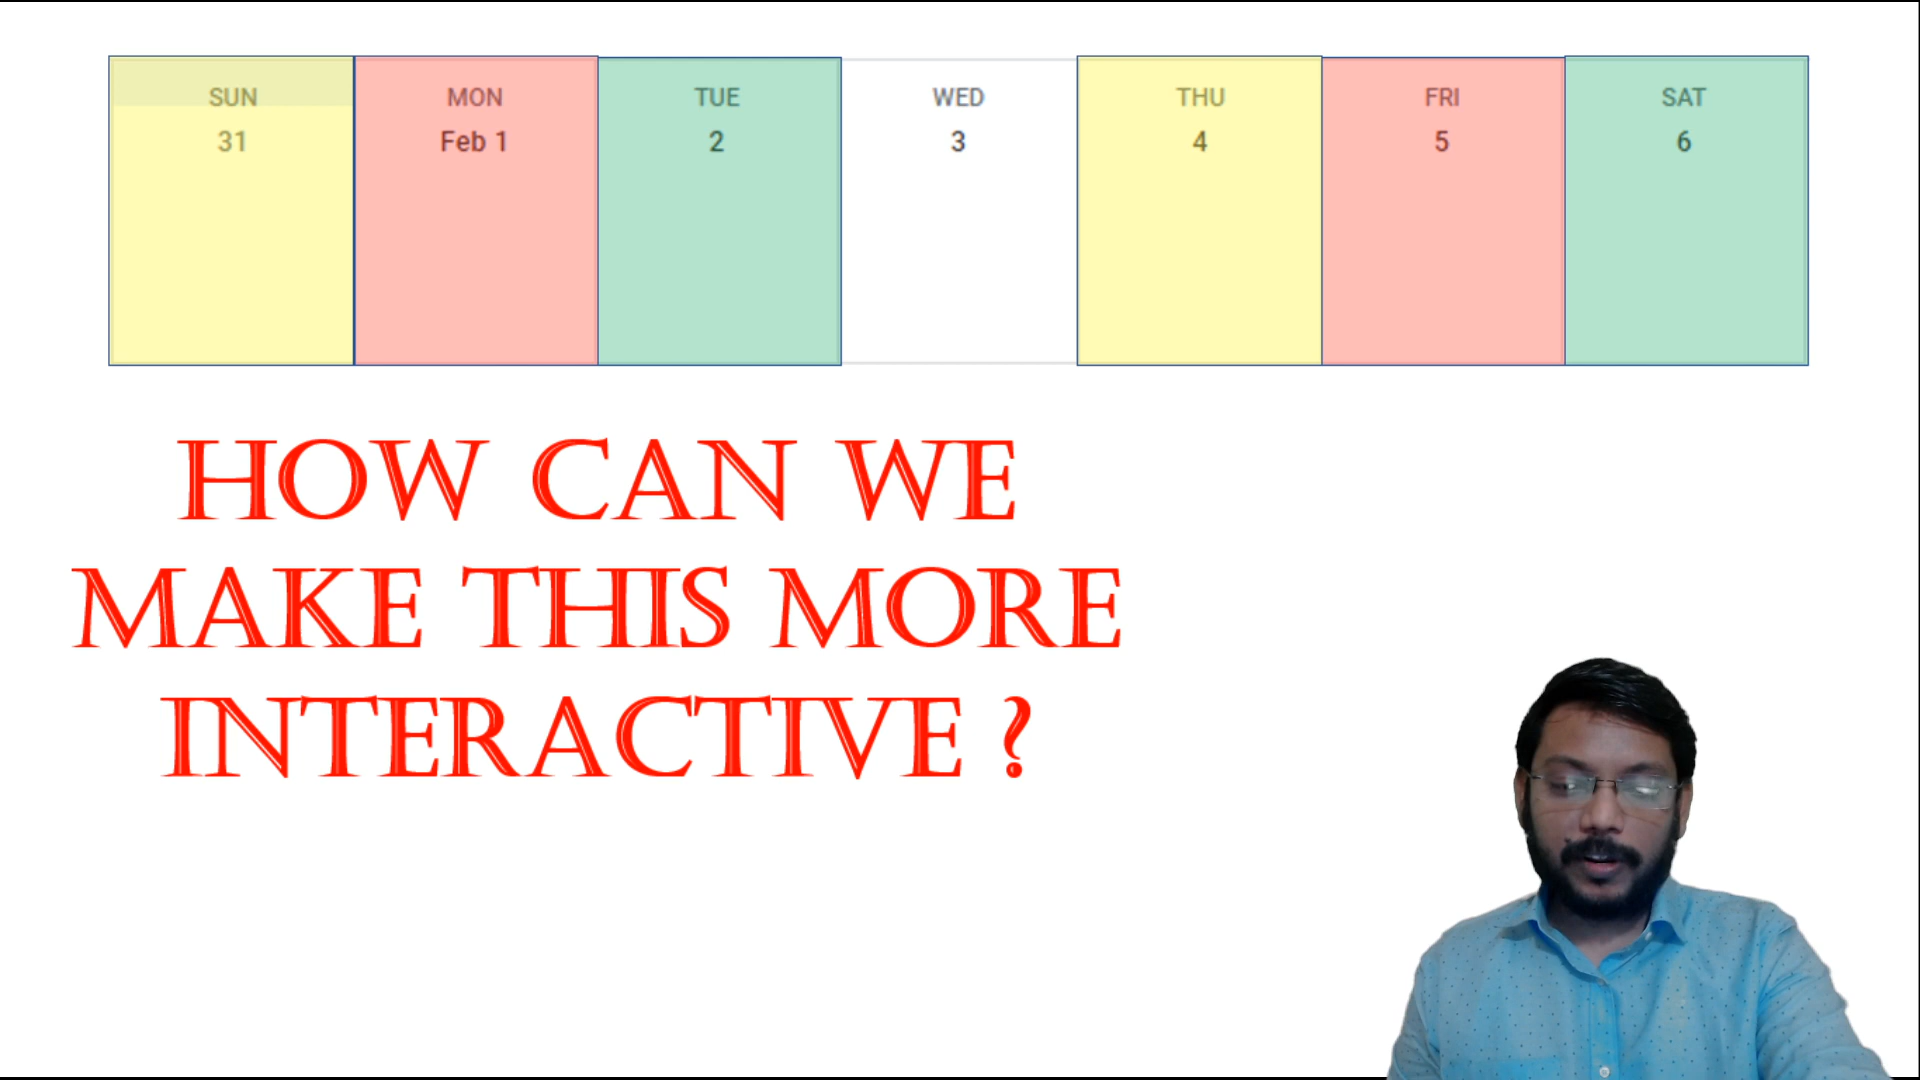 SUN MON TUE WED THU FRI SAT
31 Feb 1 2 3 4 5 6
HOW CAN WE
MAKE THIS MORE
INTERACTIVE ?